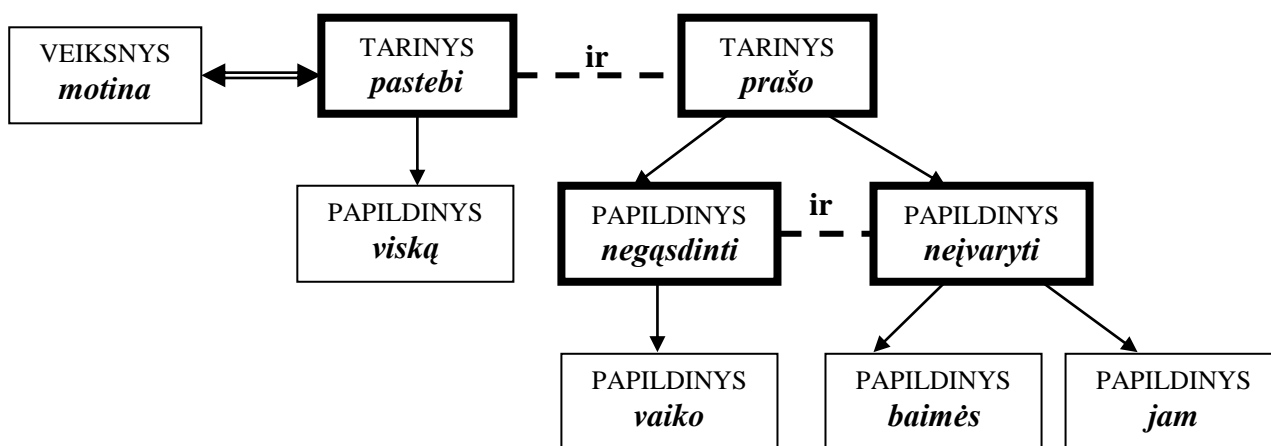 VEIKSNYS
motina
TARINYS
pastebi
ir
TARINYS
prašo
PAPILDINYS
viską
PAPILDINYS
negąsdinti
ir
PAPILDINYS
neįvaryti
PAPILDINYS
vaiko
PAPILDINYS
baimės
PAPILDINYS
jam